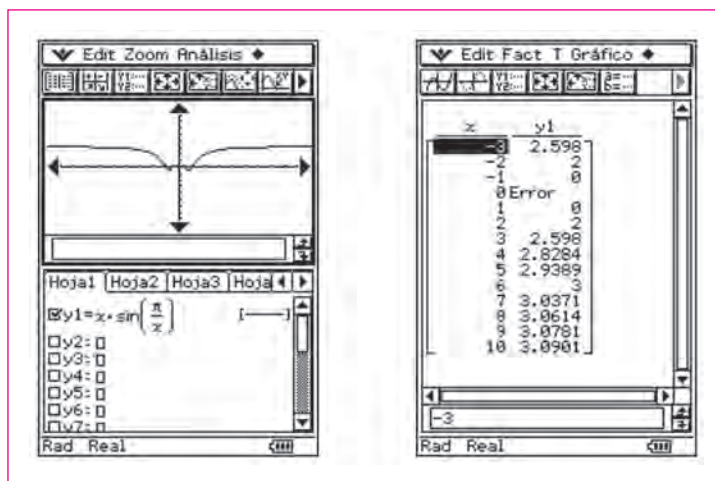 Edit Zoom Análisis ◆
Hoja1 Hoja2 Hoja3 Hoja
y1=x·sin(π/x) [—]
y2:
y3:
y4:
y5:
y6:
y7:
Rad Real
Edit Fact T Gráfico ◆
x y1
-3 2.598
-2 2
-1 0
0 Error
1 0
2 2
3 2.598
4 2.8284
5 2.9389
6 3
7 3.0371
8 3.0614
9 3.0781
10 3.0901
-3
Rad Real